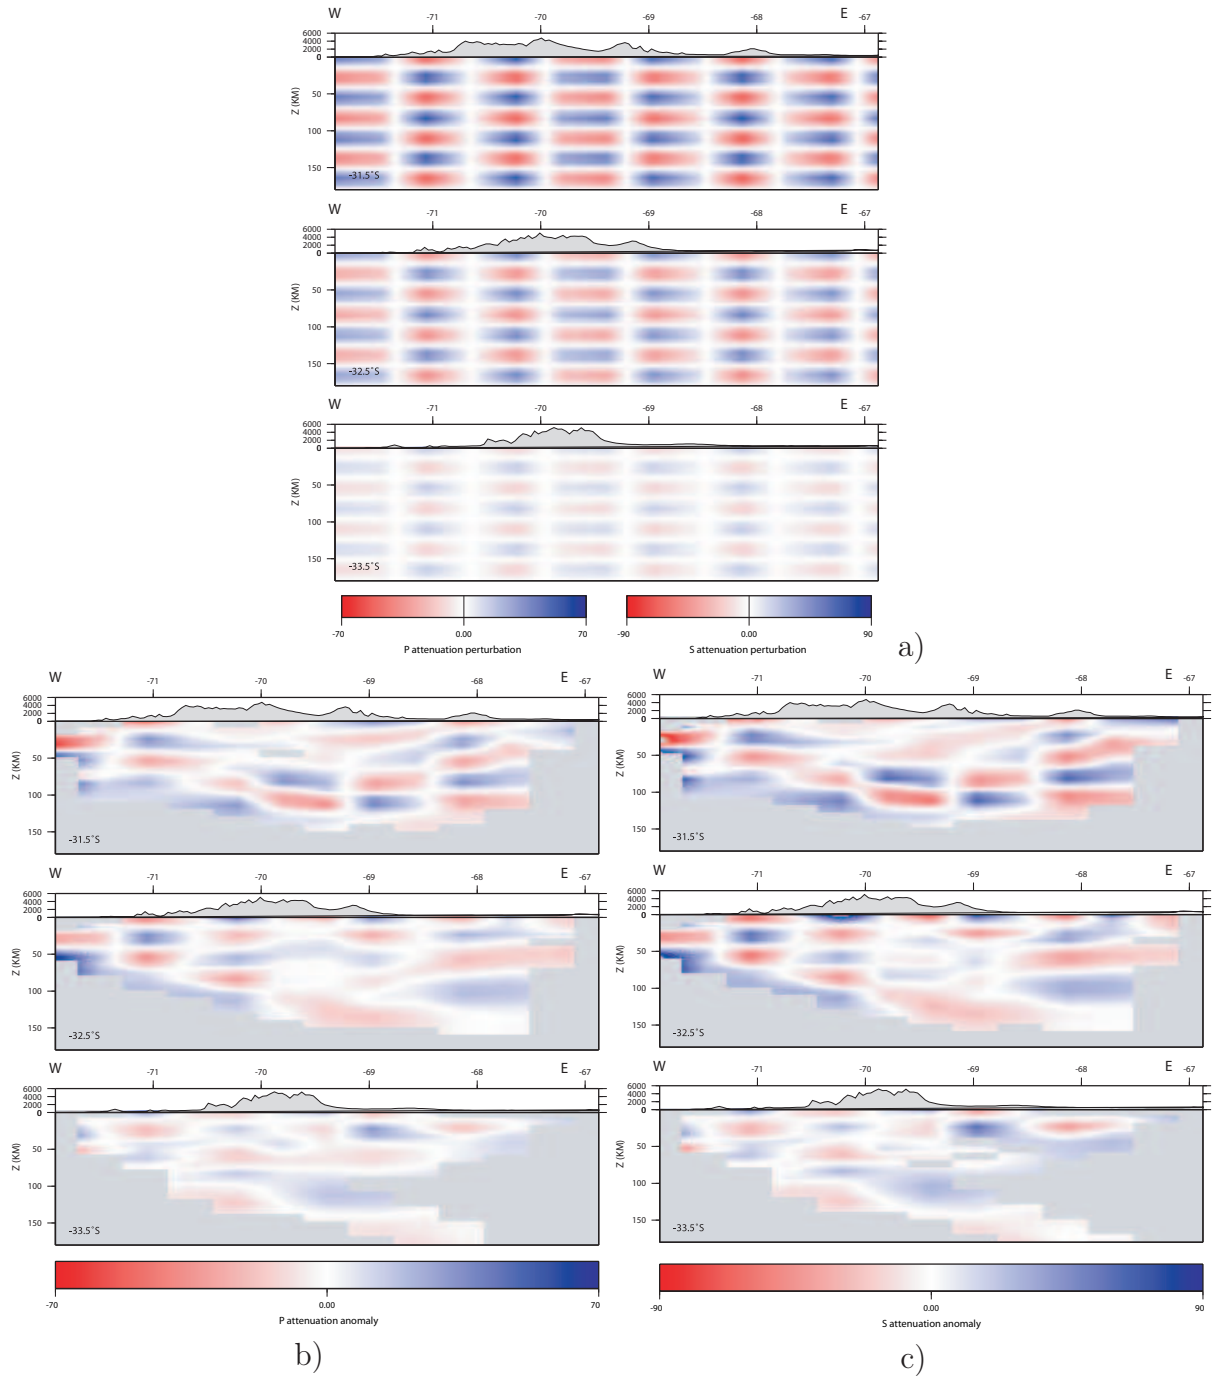 W E
-71 -70 -69 -68 -67
6000
4000
2000
0
Z (KM)
50
100
150
-31.5°S
W E
-71 -70 -69 -68 -67
6000
4000
2000
0
Z (KM)
50
100
150
-32.5°S
W E
-71 -70 -69 -68 -67
6000
4000
2000
0
Z (KM)
50
100
150
-33.5°S
-70 0.00 70
P attenuation perturbation
-90 0.00 90
S attenuation perturbation
a)
W E
-71 -70 -69 -68 -67
6000
4000
2000
0
Z (KM)
50
100
150
-31.5°S
W E
-71 -70 -69 -68 -67
6000
4000
2000
0
Z (KM)
50
100
150
-32.5°S
W E
-71 -70 -69 -68 -67
6000
4000
2000
0
Z (KM)
50
100
150
-33.5°S
-70 0.00 70
P attenuation anomaly
b)
W E
-71 -70 -69 -68 -67
6000
4000
2000
0
Z (KM)
50
100
150
-31.5°S
W E
-71 -70 -69 -68 -67
6000
4000
2000
0
Z (KM)
50
100
150
-32.5°S
W E
-71 -70 -69 -68 -67
6000
4000
2000
0
Z (KM)
50
100
150
-33.5°S
-90 0.00 90
S attenuation anomaly
c)